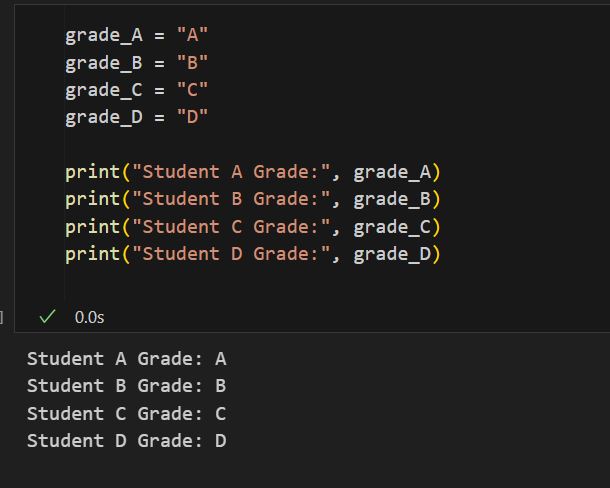 grade_A = "A"
grade_B = "B"
grade_C = "C"
grade_D = "D"
print("Student A Grade:", grade_A)
print("Student B Grade:", grade_B)
print("Student C Grade:", grade_C)
print("Student D Grade:", grade_D)
] ✓ 0.0s
Student A Grade: A
Student B Grade: B
Student C Grade: C
Student D Grade: D